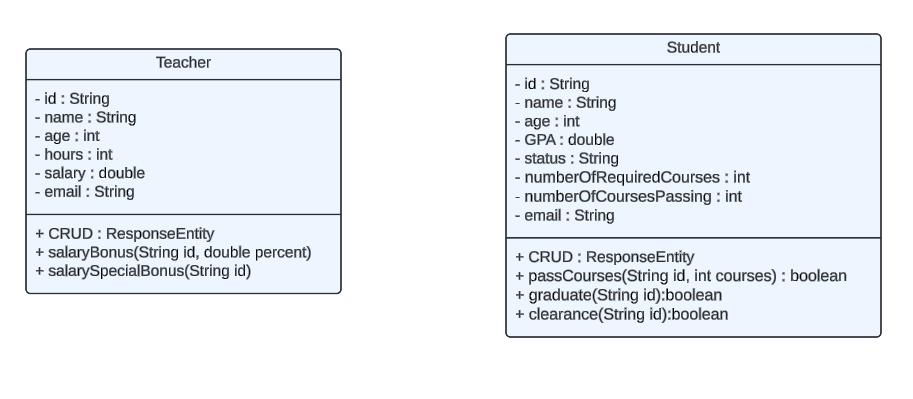 Teacher
- id : String
- name : String
- age : int
- hours : int
- salary : double
- email : String
+ CRUD : ResponseEntity
+ salaryBonus(String id, double percent)
+ salarySpecialBonus(String id)
Student
- id : String
- name : String
- age : int
- GPA : double
- status : String
- numberOfRequiredCourses : int
- numberOfCoursesPassing : int
- email : String
+ CRUD : ResponseEntity
+ passCourses(String id, int courses) : boolean
+ graduate(String id):boolean
+ clearance(String id):boolean